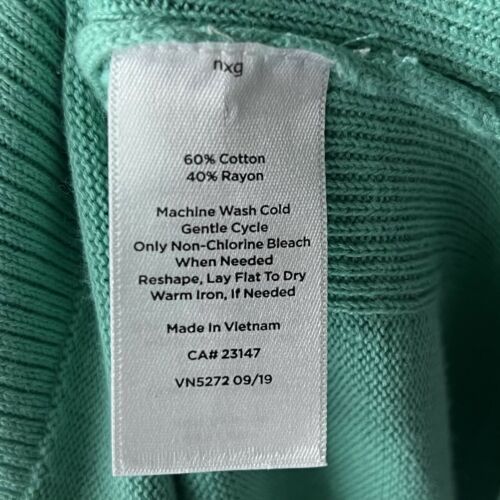 nxg
60% Cotton
40% Rayon
Machine Wash Cold
Gentle Cycle
Only Non-Chlorine Bleach
When Needed
Reshape, Lay Flat To Dry
Warm Iron, If Needed
Made In Vietnam
CA# 23147
VN5272 09/19